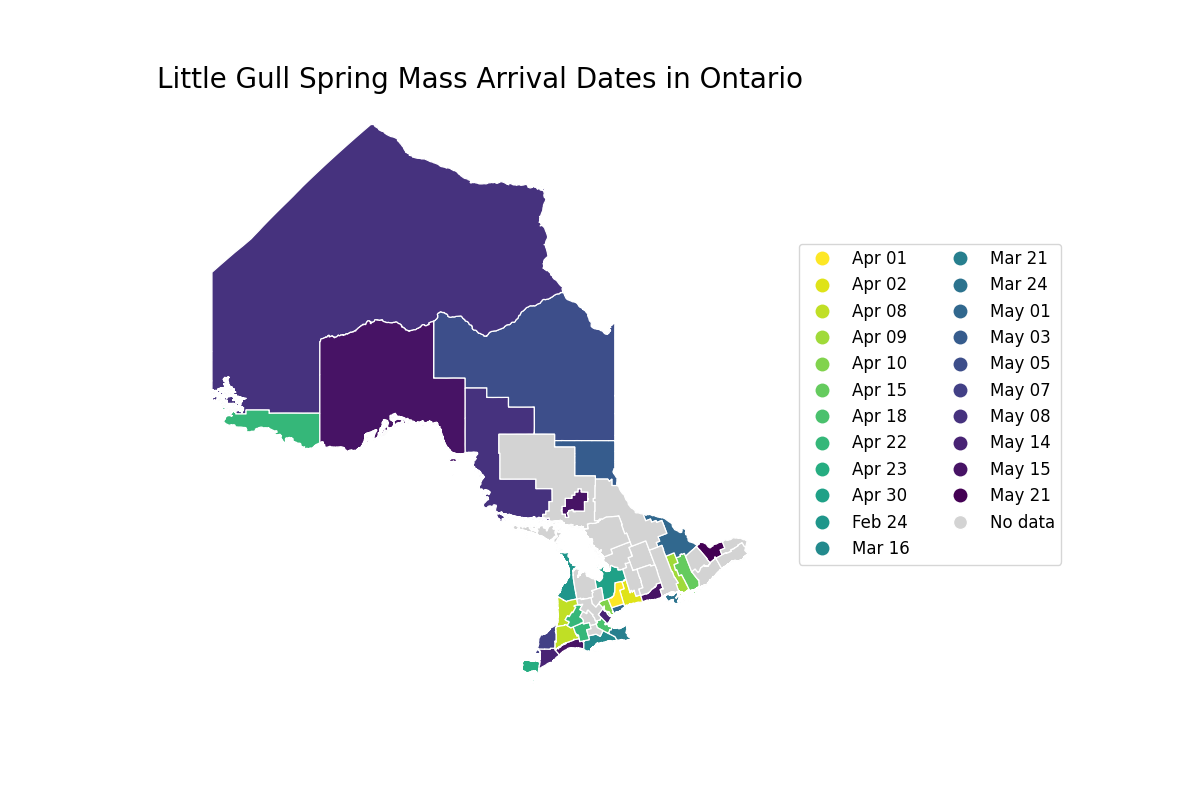 Little Gull Spring Mass Arrival Dates in Ontario
Apr 01
Apr 02
Apr 08
Apr 09
Apr 10
Apr 15
Apr 18
Apr 22
Apr 23
Apr 30
Feb 24
Mar 16
Mar 21
Mar 24
May 01
May 03
May 05
May 07
May 08
May 14
May 15
May 21
No data